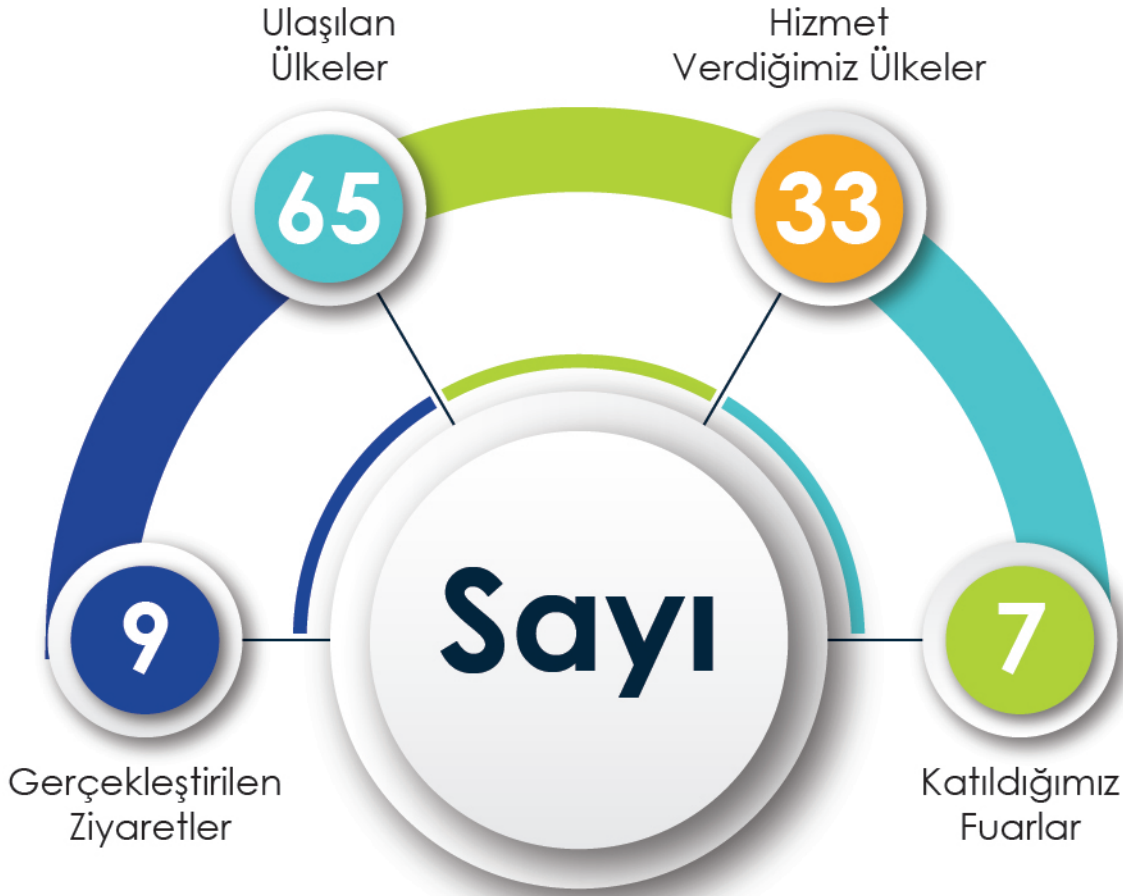 Ulaşılan
Ülkeler
Hizmet
Verdiğimiz Ülkeler
65
33
Sayı
9
7
Gerçekleştirilen
Ziyaretler
Katıldığımız
Fuarlar